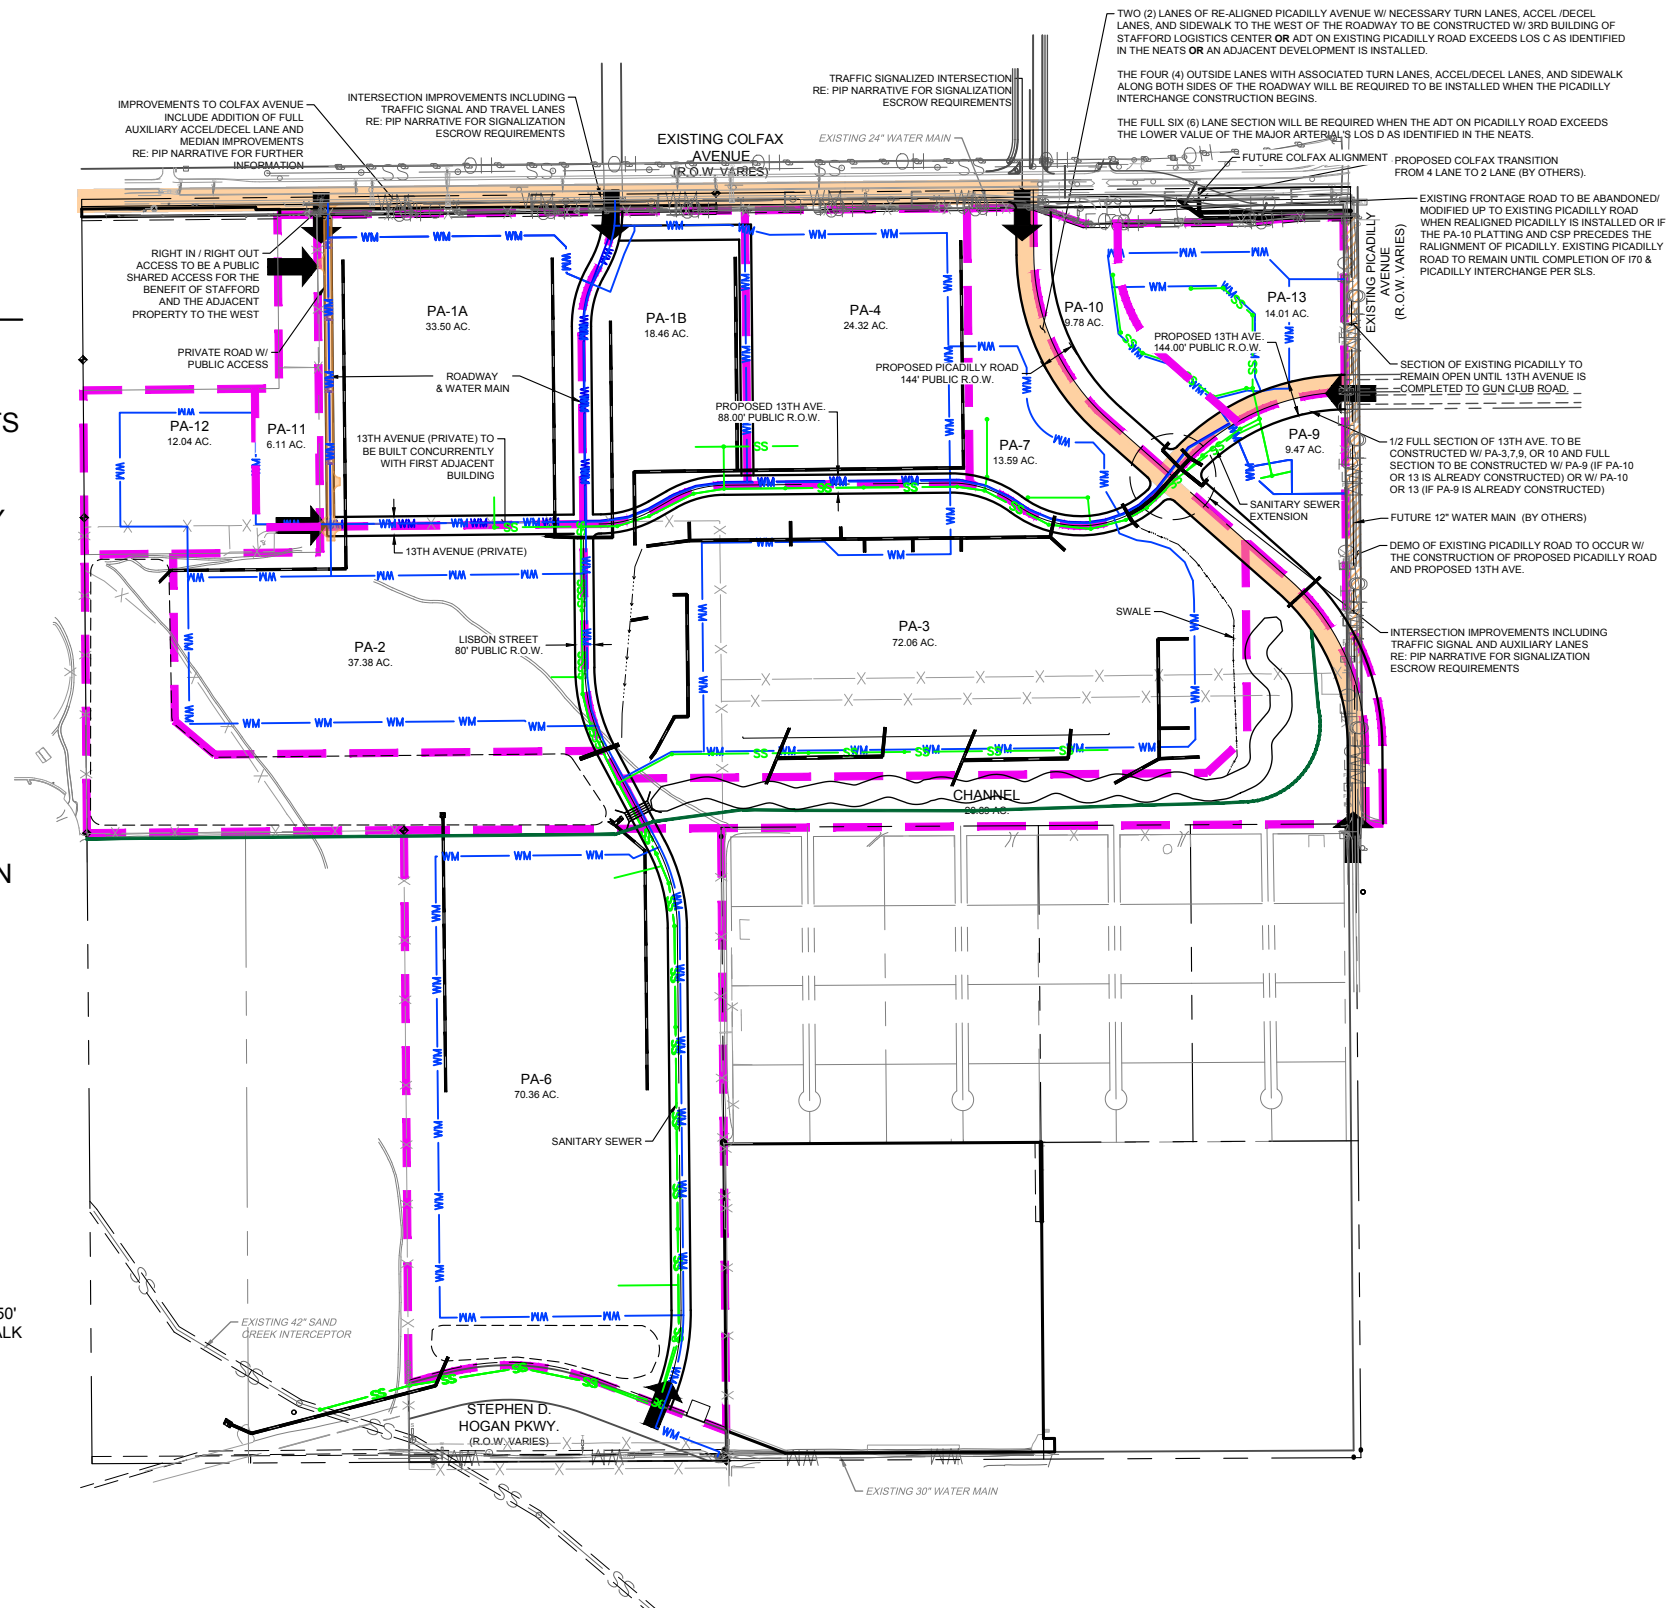 TWO (2) LANES OF RE-ALIGNED PICADILLY AVENUE W/ NECESSARY TURN LANES, ACCEL /DECEL
LANES, AND SIDEWALK TO THE WEST OF THE ROADWAY TO BE CONSTRUCTED W/ 3RD BUILDING OF
STAFFORD LOGISTICS CENTER OR ADT ON EXISTING PICADILLY ROAD EXCEEDS LOS C AS IDENTIFIED
IN THE NEATS OR AN ADJACENT DEVELOPMENT IS INSTALLED.
THE FOUR (4) OUTSIDE LANES WITH ASSOCIATED TURN LANES, ACCEL/DECEL LANES, AND SIDEWALK
ALONG BOTH SIDES OF THE ROADWAY WILL BE REQUIRED TO BE INSTALLED WHEN THE PICADILLY
INTERCHANGE CONSTRUCTION BEGINS.
THE FULL SIX (6) LANE SECTION WILL BE REQUIRED WHEN THE ADT ON PICADILLY ROAD EXCEEDS
THE LOWER VALUE OF THE MAJOR ARTERIAL'S LOS D AS IDENTIFIED IN THE NEATS.
TRAFFIC SIGNALIZED INTERSECTION
RE: PIP NARRATIVE FOR SIGNALIZATION
ESCROW REQUIREMENTS
INTERSECTION IMPROVEMENTS INCLUDING
TRAFFIC SIGNAL AND TRAVEL LANES
RE: PIP NARRATIVE FOR SIGNALIZATION
ESCROW REQUIREMENTS
IMPROVEMENTS TO COLFAX AVENUE
INCLUDE ADDITION OF FULL
AUXILIARY ACCEL/DECEL LANE AND
MEDIAN IMPROVEMENTS
RE: PIP NARRATIVE FOR FURTHER
INFORMATION
EXISTING COLFAX
AVENUE
(R.O.W. VARIES)
EXISTING 24" WATER MAIN
FUTURE COLFAX ALIGNMENT
PROPOSED COLFAX TRANSITION
FROM 4 LANE TO 2 LANE (BY OTHERS).
EXISTING FRONTAGE ROAD TO BE ABANDONED/
MODIFIED UP TO EXISTING PICADILLY ROAD
WHEN REALIGNED PICADILLY IS INSTALLED OR IF
THE PA-10 PLATTING AND CSP PRECEDES THE
RALIGNMENT OF PICADILLY. EXISTING PICADILLY
ROAD TO REMAIN UNTIL COMPLETION OF I70 &
PICADILLY INTERCHANGE PER SLS.
EXISTING PICADILLY
AVENUE
(R.O.W. VARIES)
RIGHT IN / RIGHT OUT
ACCESS TO BE A PUBLIC
SHARED ACCESS FOR THE
BENEFIT OF STAFFORD
AND THE ADJACENT
PROPERTY TO THE WEST
PRIVATE ROAD W/
PUBLIC ACCESS
PA-1A
33.50 AC.
PA-1B
18.46 AC.
PA-4
24.32 AC.
PA-10
9.78 AC.
PA-13
14.01 AC.
PROPOSED 13TH AVE.
144.00' PUBLIC R.O.W.
PROPOSED PICADILLY ROAD
144' PUBLIC R.O.W.
ROADWAY
& WATER MAIN
SECTION OF EXISTING PICADILLY TO
REMAIN OPEN UNTIL 13TH AVENUE IS
COMPLETED TO GUN CLUB ROAD.
PROPOSED 13TH AVE.
88.00' PUBLIC R.O.W.
TS
PA-12
12.04 AC.
PA-11
6.11 AC.
13TH AVENUE (PRIVATE) TO
BE BUILT CONCURRENTLY
WITH FIRST ADJACENT
BUILDING
PA-7
13.59 AC.
PA-9
9.47 AC.
1/2 FULL SECTION OF 13TH AVE. TO BE
CONSTRUCTED W/ PA-3,7,9, OR 10 AND FULL
SECTION TO BE CONSTRUCTED W/ PA-9 (IF PA-10
OR 13 IS ALREADY CONSTRUCTED) OR W/ PA-10
OR 13 (IF PA-9 IS ALREADY CONSTRUCTED)
SANITARY SEWER
EXTENSION
Y
FUTURE 12" WATER MAIN (BY OTHERS)
13TH AVENUE (PRIVATE)
DEMO OF EXISTING PICADILLY ROAD TO OCCUR W/
THE CONSTRUCTION OF PROPOSED PICADILLY ROAD
AND PROPOSED 13TH AVE.
SWALE
PA-3
72.06 AC.
PA-2
37.38 AC.
LISBON STREET
80' PUBLIC R.O.W.
INTERSECTION IMPROVEMENTS INCLUDING
TRAFFIC SIGNAL AND AUXILIARY LANES
RE: PIP NARRATIVE FOR SIGNALIZATION
ESCROW REQUIREMENTS
CHANNEL
N
PA-6
70.36 AC.
SANITARY SEWER
50'
ALK
EXISTING 42" SAND
CREEK INTERCEPTOR
STEPHEN D.
HOGAN PKWY.
(R.O.W. VARIES)
EXISTING 30" WATER MAIN